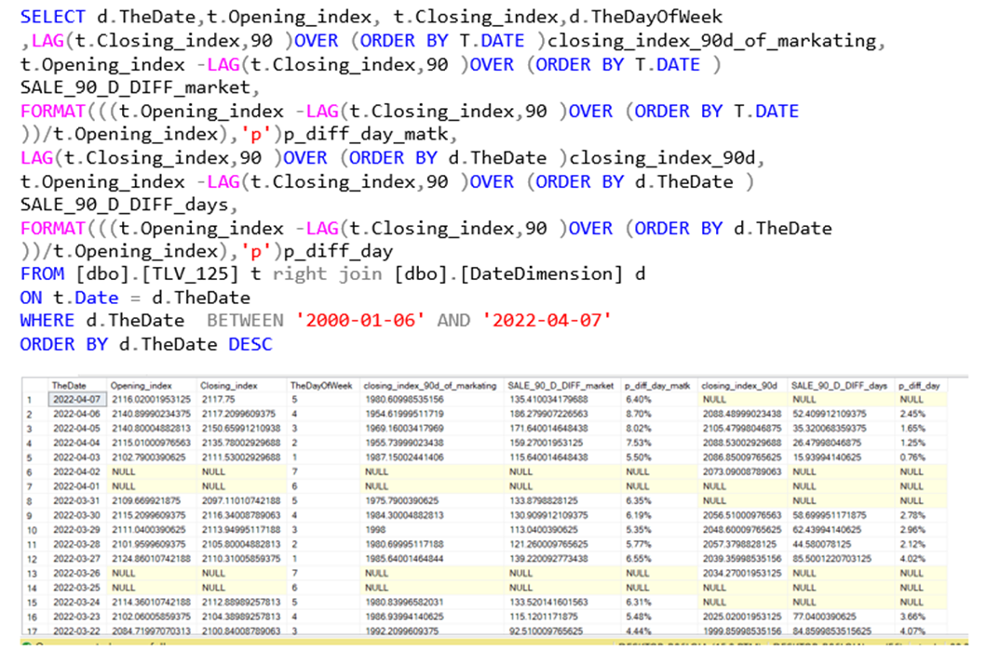 SELECT d.TheDate,t.Opening_index, t.Closing_index,d.TheDayOfWeek
,LAG(t.Closing_index,90 )OVER (ORDER BY T.DATE )closing_index_90d_of_markating,
t.Opening_index -LAG(t.Closing_index,90 )OVER (ORDER BY T.DATE )
SALE_90_D_DIFF_market,
FORMAT(((t.Opening_index -LAG(t.Closing_index,90 )OVER (ORDER BY T.DATE
))/t.Opening_index),'p')p_diff_day_matk,
LAG(t.Closing_index,90 )OVER (ORDER BY d.TheDate )closing_index_90d,
t.Opening_index -LAG(t.Closing_index,90 )OVER (ORDER BY d.TheDate )
SALE_90_D_DIFF_days,
FORMAT(((t.Opening_index -LAG(t.Closing_index,90 )OVER (ORDER BY d.TheDate
))/t.Opening_index),'p')p_diff_day
FROM [dbo].[TLV_125] t right join [dbo].[DateDimension] d
ON t.Date = d.TheDate
WHERE d.TheDate BETWEEN '2000-01-06' AND '2022-04-07'
ORDER BY d.TheDate DESC
TheDate Opening_index Closing_index TheDayOfWeek closing_index_90d_of_markating SALE_90_D_DIFF_market p_diff_day_matk closing_index_90d SALE_90_D_DIFF_days p_diff_day
1 2022-04-07 2116.02001953125 2117.75 5 1980.60998535156 135.410034179688 6.40% NULL NULL NULL
2 2022-04-06 2140.89990234375 2117.2099609375 4 1954.61999511719 186.279907226563 8.70% 2088.48999023438 52.409912109375 2.45%
3 2022-04-05 2140.80004882813 2150.65991210938 3 1969.16003417969 171.640014648438 8.02% 2105.47998046875 35.320068359375 1.65%
4 2022-04-04 2115.01000976563 2135.78002929688 2 1955.73999023438 159.27001953125 7.53% 2088.53002929688 26.47998046875 1.25%
5 2022-04-03 2102.7900390625 2111.53002929688 1 1987.15002441406 115.640014648438 5.50% 2086.85009765625 15.93994140625 0.76%
6 2022-04-02 NULL NULL 7 NULL NULL NULL 2073.09008789063 NULL NULL
7 2022-04-01 NULL NULL 6 NULL NULL NULL NULL NULL NULL
8 2022-03-31 2109.669921875 2097.11010742188 5 1975.7900390625 133.8798828125 6.35% NULL NULL NULL
9 2022-03-30 2115.2099609375 2116.34008789063 4 1984.30004882813 130.909912109375 6.19% 2056.51000976563 58.699951171875 2.78%
10 2022-03-29 2111.0400390625 2113.94995117188 3 1998 113.0400390625 5.35% 2048.60009765625 62.43994140625 2.96%
11 2022-03-28 2101.9599609375 2105.80004882813 2 1980.69995117188 121.260009765625 5.77% 2057.3798828125 44.580078125 2.12%
12 2022-03-27 2124.86010742188 2110.31005859375 1 1985.64001464844 139.220092773438 6.55% 2039.35998535156 85.5001220703125 4.02%
13 2022-03-26 NULL NULL 7 NULL NULL NULL 2034.27001953125 NULL NULL
14 2022-03-25 NULL NULL 6 NULL NULL NULL NULL NULL NULL
15 2022-03-24 2114.36010742188 2112.88989257813 5 1980.83996582031 133.520141601563 6.31% NULL NULL NULL
16 2022-03-23 2102.06005859375 2104.38989257813 4 1986.93994140625 115.1201171875 5.48% 2025.02001953125 77.0400390625 3.66%
17 2022-03-22 2084.71997070313 2100.84008789063 3 1992.2099609375 92.510009765625 4.44% 1999.85998535156 84.8599853515625 4.07%